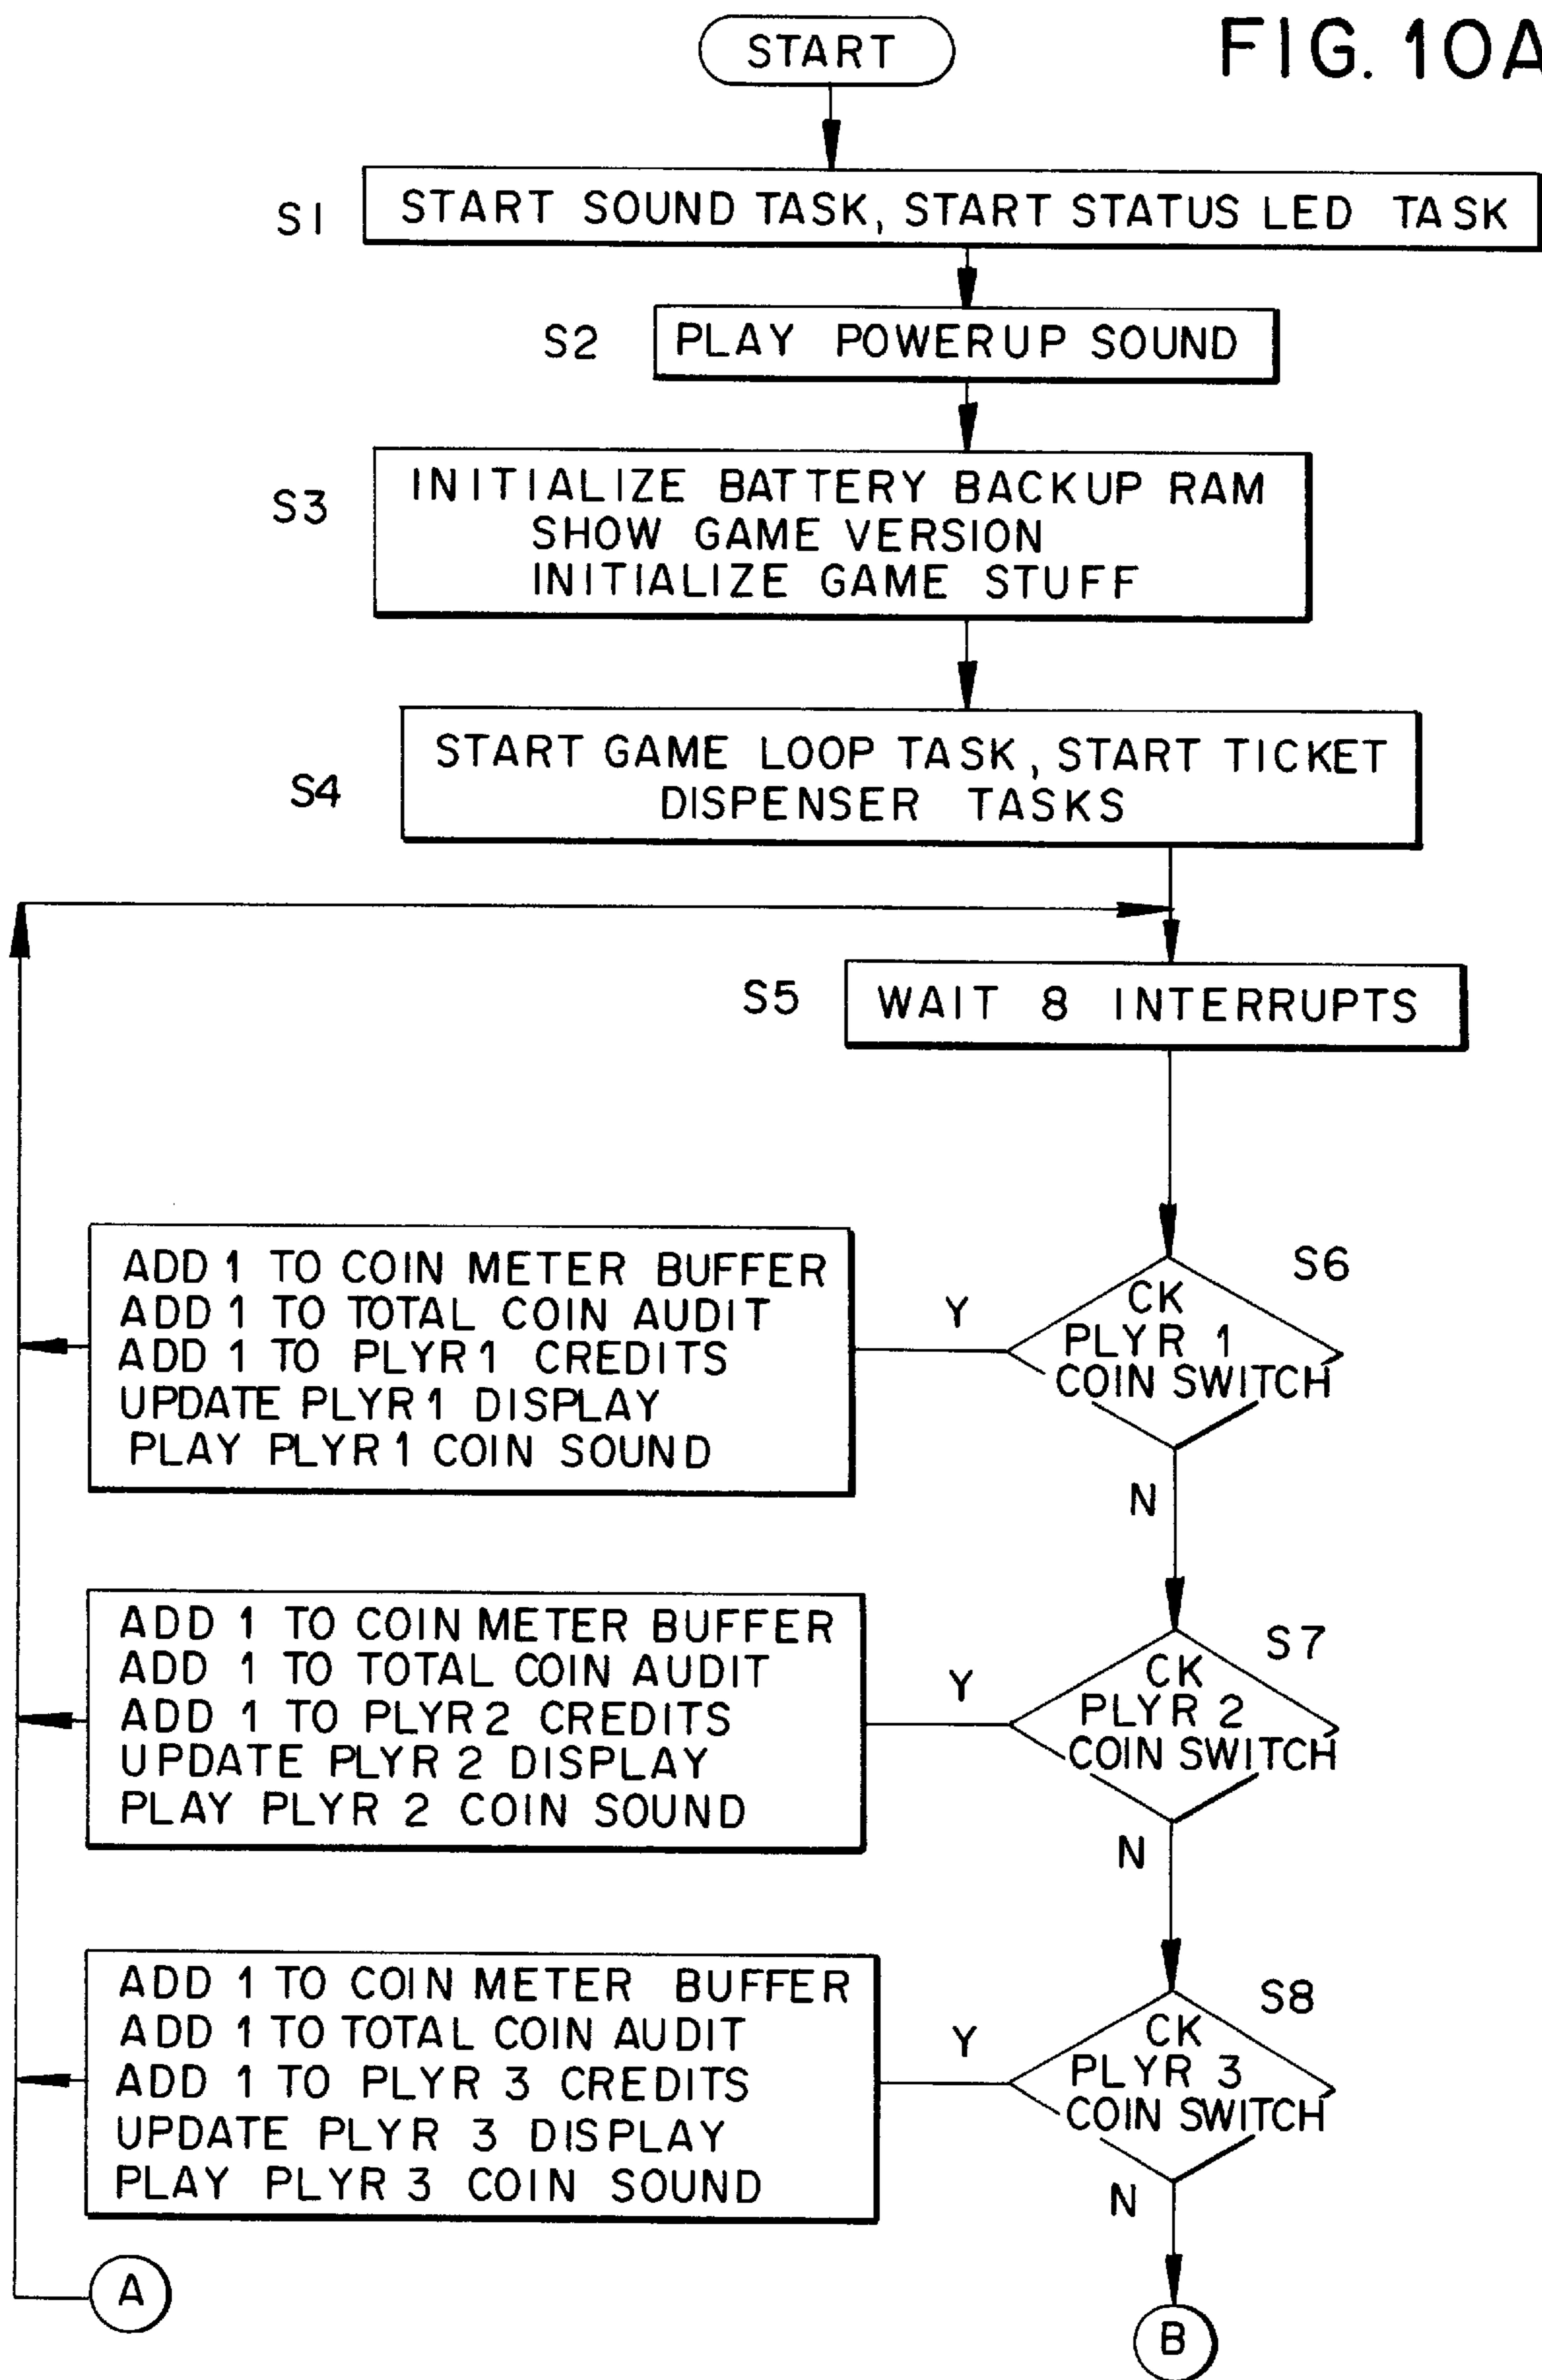 FIG. 10A
START
S1
START SOUND TASK, START STATUS LED TASK
S2
PLAY POWERUP SOUND
S3
INITIALIZE BATTERY BACKUP RAM
SHOW GAME VERSION
INITIALIZE GAME STUFF
S4
START GAME LOOP TASK, START TICKET
DISPENSER TASKS
S5
WAIT 8 INTERRUPTS
S6
CK
PLYR 1
COIN SWITCH
Y
ADD 1 TO COIN METER BUFFER
ADD 1 TO TOTAL COIN AUDIT
ADD 1 TO PLYR 1 CREDITS
UPDATE PLYR 1 DISPLAY
PLAY PLYR 1 COIN SOUND
N
S7
CK
PLYR 2
COIN SWITCH
Y
ADD 1 TO COIN METER BUFFER
ADD 1 TO TOTAL COIN AUDIT
ADD 1 TO PLYR 2 CREDITS
UPDATE PLYR 2 DISPLAY
PLAY PLYR 2 COIN SOUND
N
S8
CK
PLYR 3
COIN SWITCH
Y
ADD 1 TO COIN METER BUFFER
ADD 1 TO TOTAL COIN AUDIT
ADD 1 TO PLYR 3 CREDITS
UPDATE PLYR 3 DISPLAY
PLAY PLYR 3 COIN SOUND
N
A
B